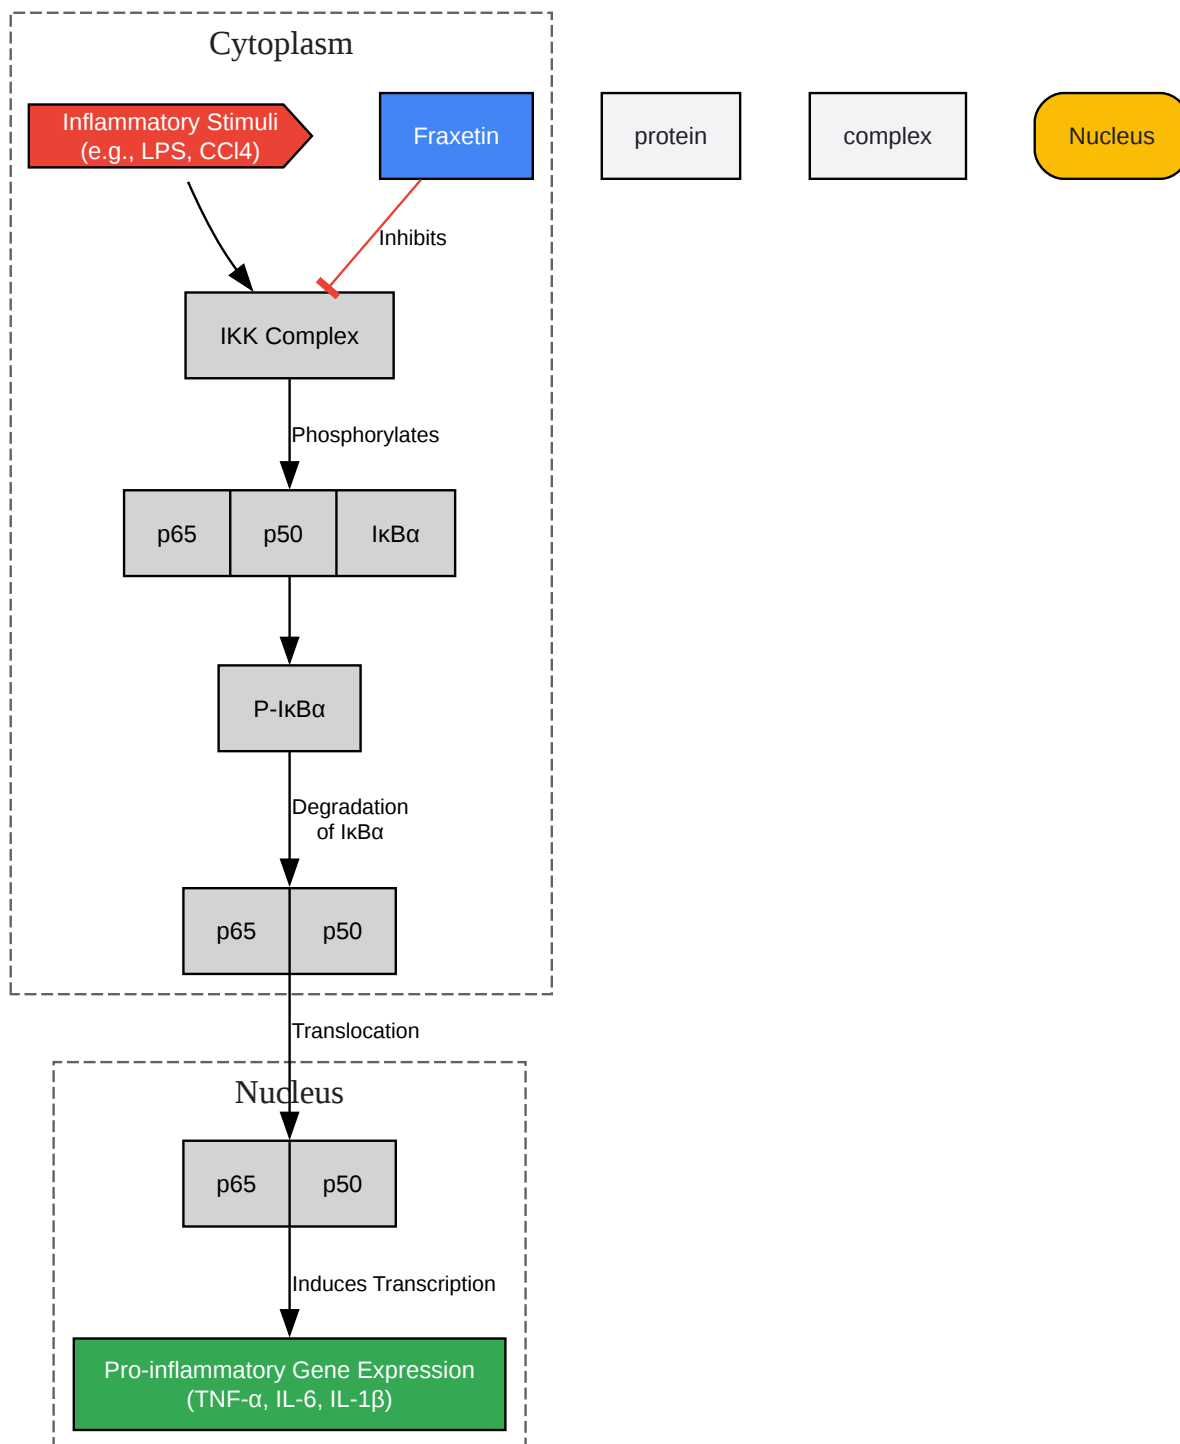 Cytoplasm
Inflammatory Stimuli
(e.g., LPS, CCl4)
Fraxetin
protein
complex
Nucleus
Inhibits
IKK Complex
Phosphorylates
p65
p50
IκBα
P-IκBα
Degradation
of IκBα
p65
p50
Translocation
Nucleus
p65
p50
Induces Transcription
Pro-inflammatory Gene Expression
(TNF-α, IL-6, IL-1β)